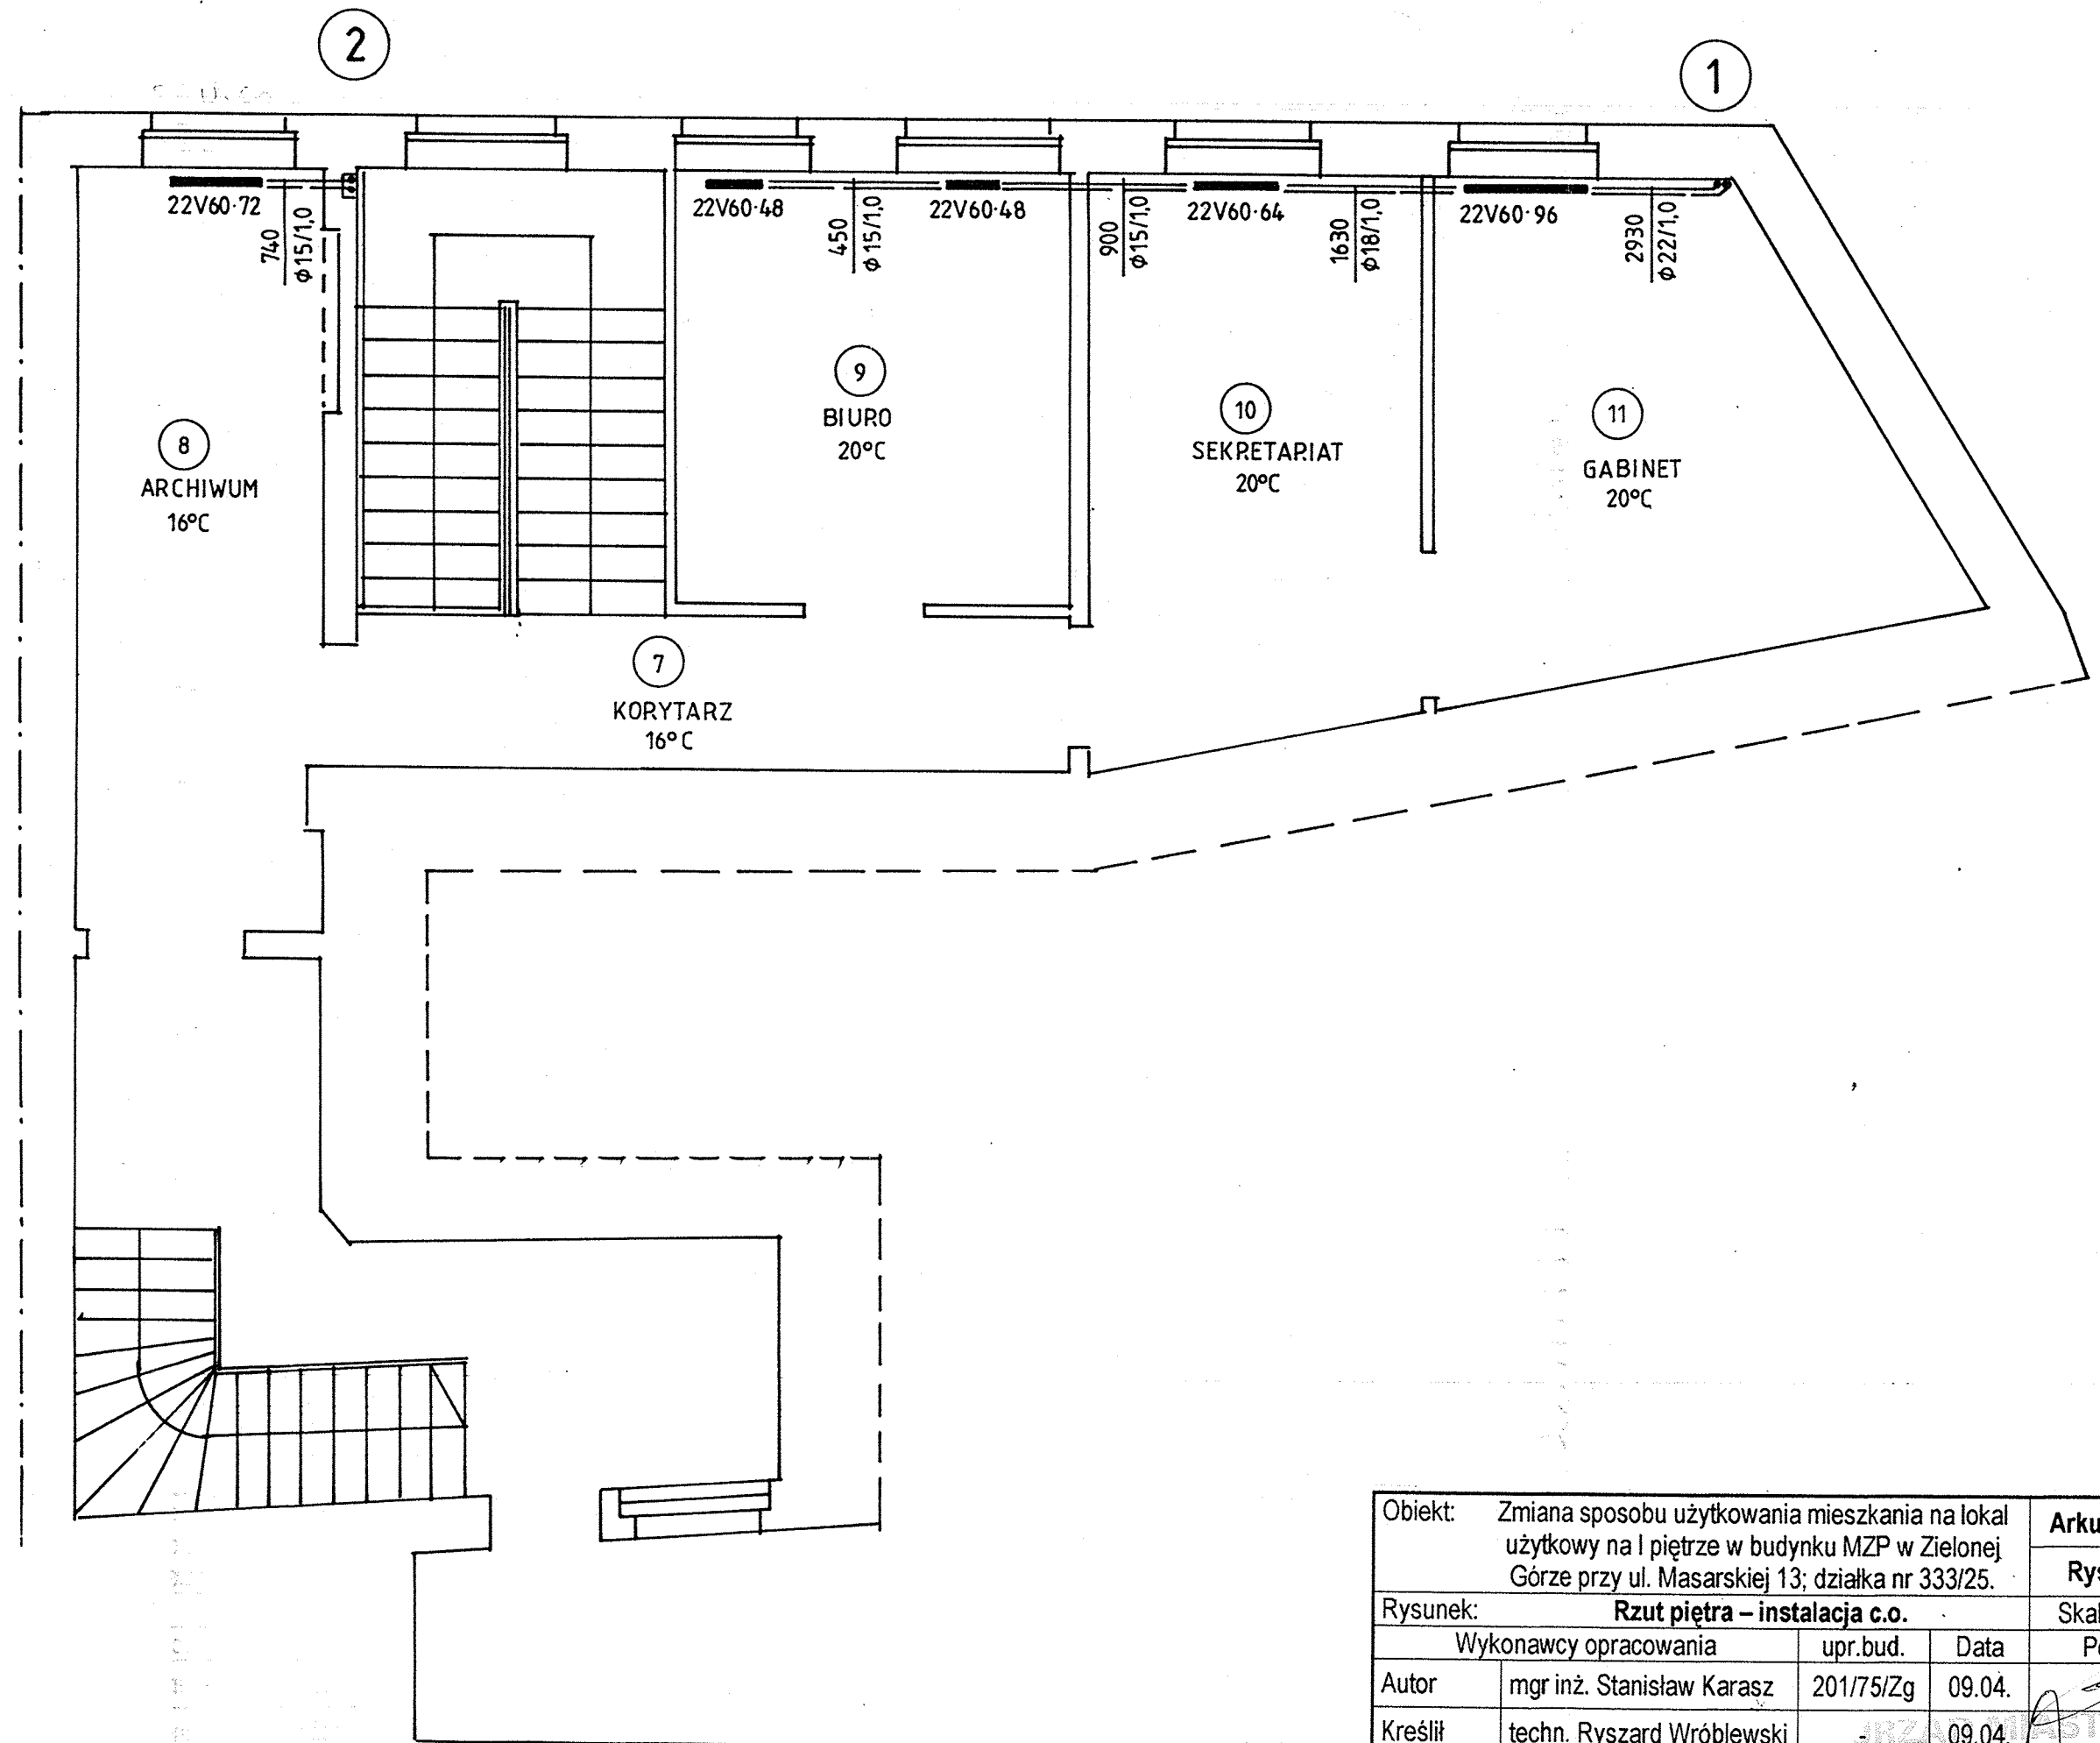 2
1
22V60·72
740
φ15/1,0
22V60·48
450
φ15/1,0
22V60·48
900
φ15/1,0
22V60·64
1630
φ18/1,0
22V60·96
2930
φ22/1,0
8
ARCHIWUM
16°C
9
BIURO
20°C
10
SEKRETARIAT
20°C
11
GABINET
20°C
7
KORYTARZ
16°C
Obiekt: Zmiana sposobu użytkowania mieszkania na lokal
użytkowy na I piętrze w budynku MZP w Zielonej
Górze przy ul. Masarskiej 13; działka nr 333/25.
Rysunek: Rzut piętra – instalacja c.o.
Wykonawcy opracowania upr.bud. Data
Autor mgr inż. Stanisław Karasz 201/75/Zg 09.04.
Kreślił techn. Ryszard Wróblewski - 09.04.